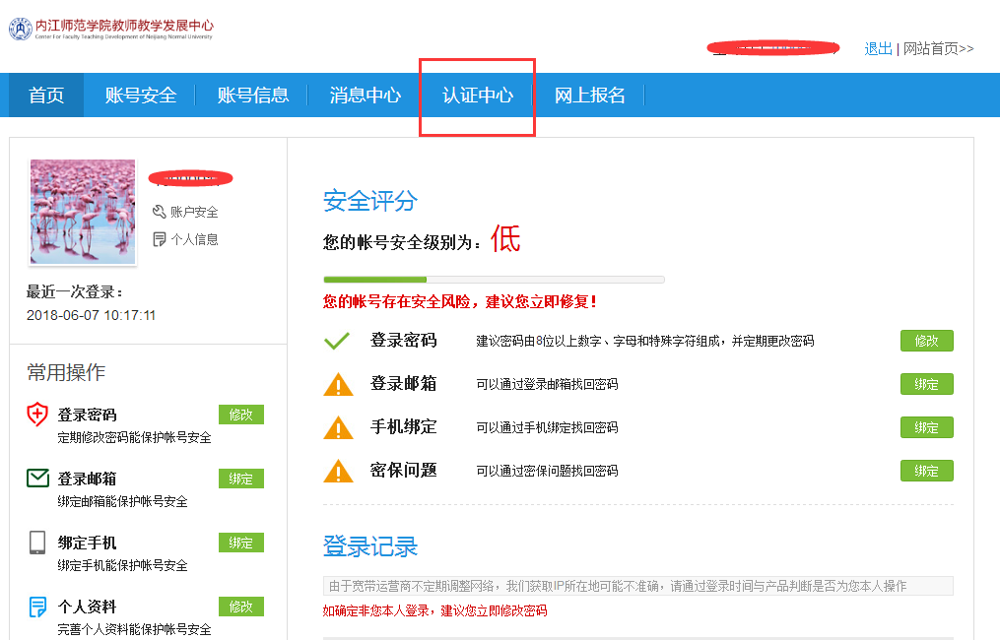 内江师范学院教师教学发展中心
Center For Faculty Teaching Development of Neijiang Normal University
退出 | 网站首页>>
首页 账号安全 账号信息 消息中心 认证中心 网上报名
账户安全
个人信息
最近一次登录：
2018-06-07 10:17:11
常用操作
登录密码 修改
定期修改密码能保护帐号安全
登录邮箱 绑定
绑定邮箱能保护帐号安全
绑定手机 绑定
绑定手机能保护帐号安全
个人资料 修改
完善个人资料能保护帐号安全
安全评分
您的帐号安全级别为：低
您的帐号存在安全风险，建议您立即修复！
登录密码 建议密码由8位以上数字、字母和特殊字符组成，并定期更改密码 修改
登录邮箱 可以通过登录邮箱找回密码 绑定
手机绑定 可以通过手机绑定找回密码 绑定
密保问题 可以通过密保问题找回密码 绑定
登录记录
由于宽带运营商不定期调整网络，我们获取IP所在地可能不准确，请通过登录时间与产品判断是否为您本人操作
如确定非您本人登录，建议您立即修改密码